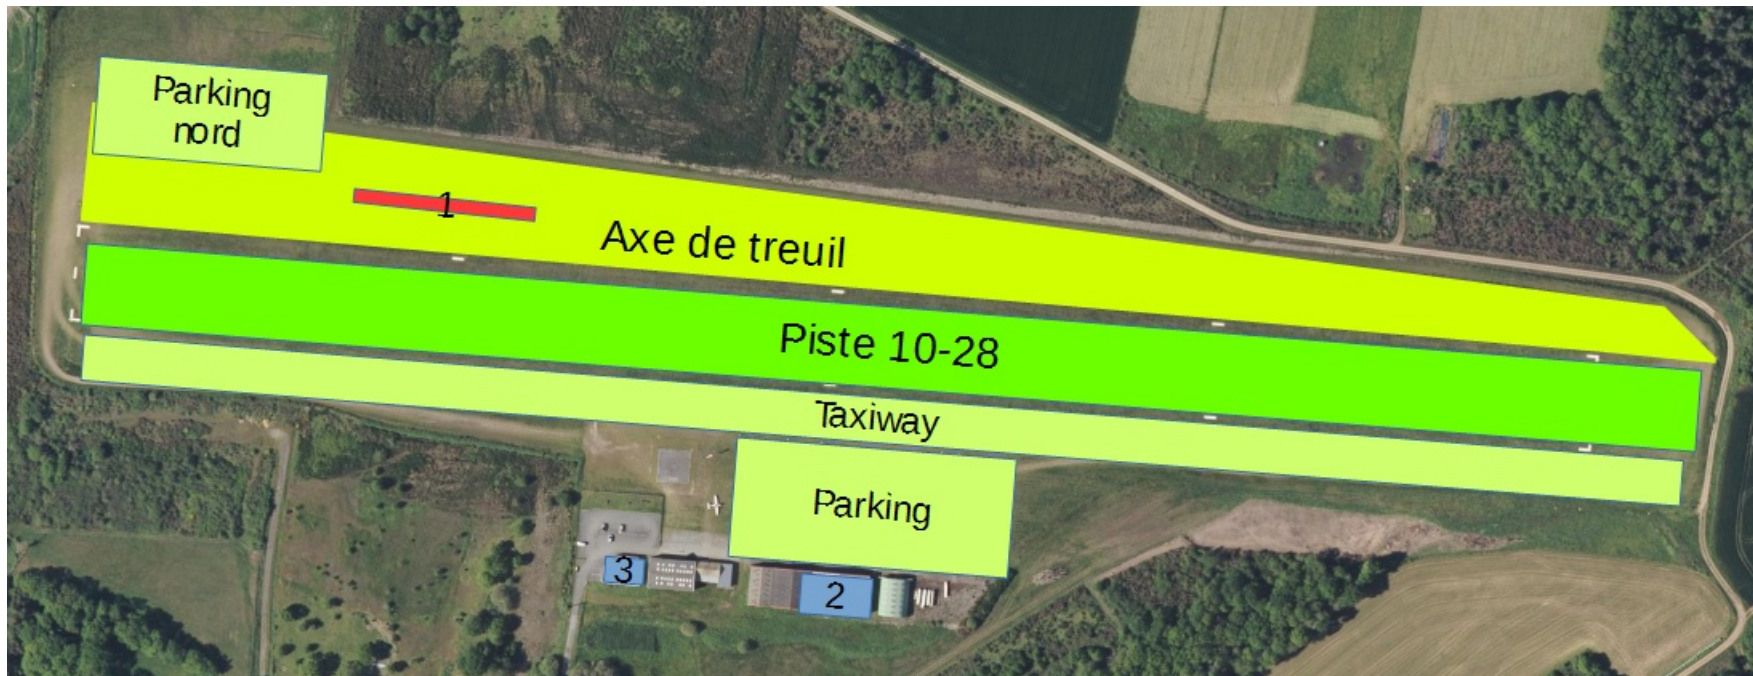 Parking
nord
1
Axe de treuil
Piste 10-28
Taxiway
Parking
3
2